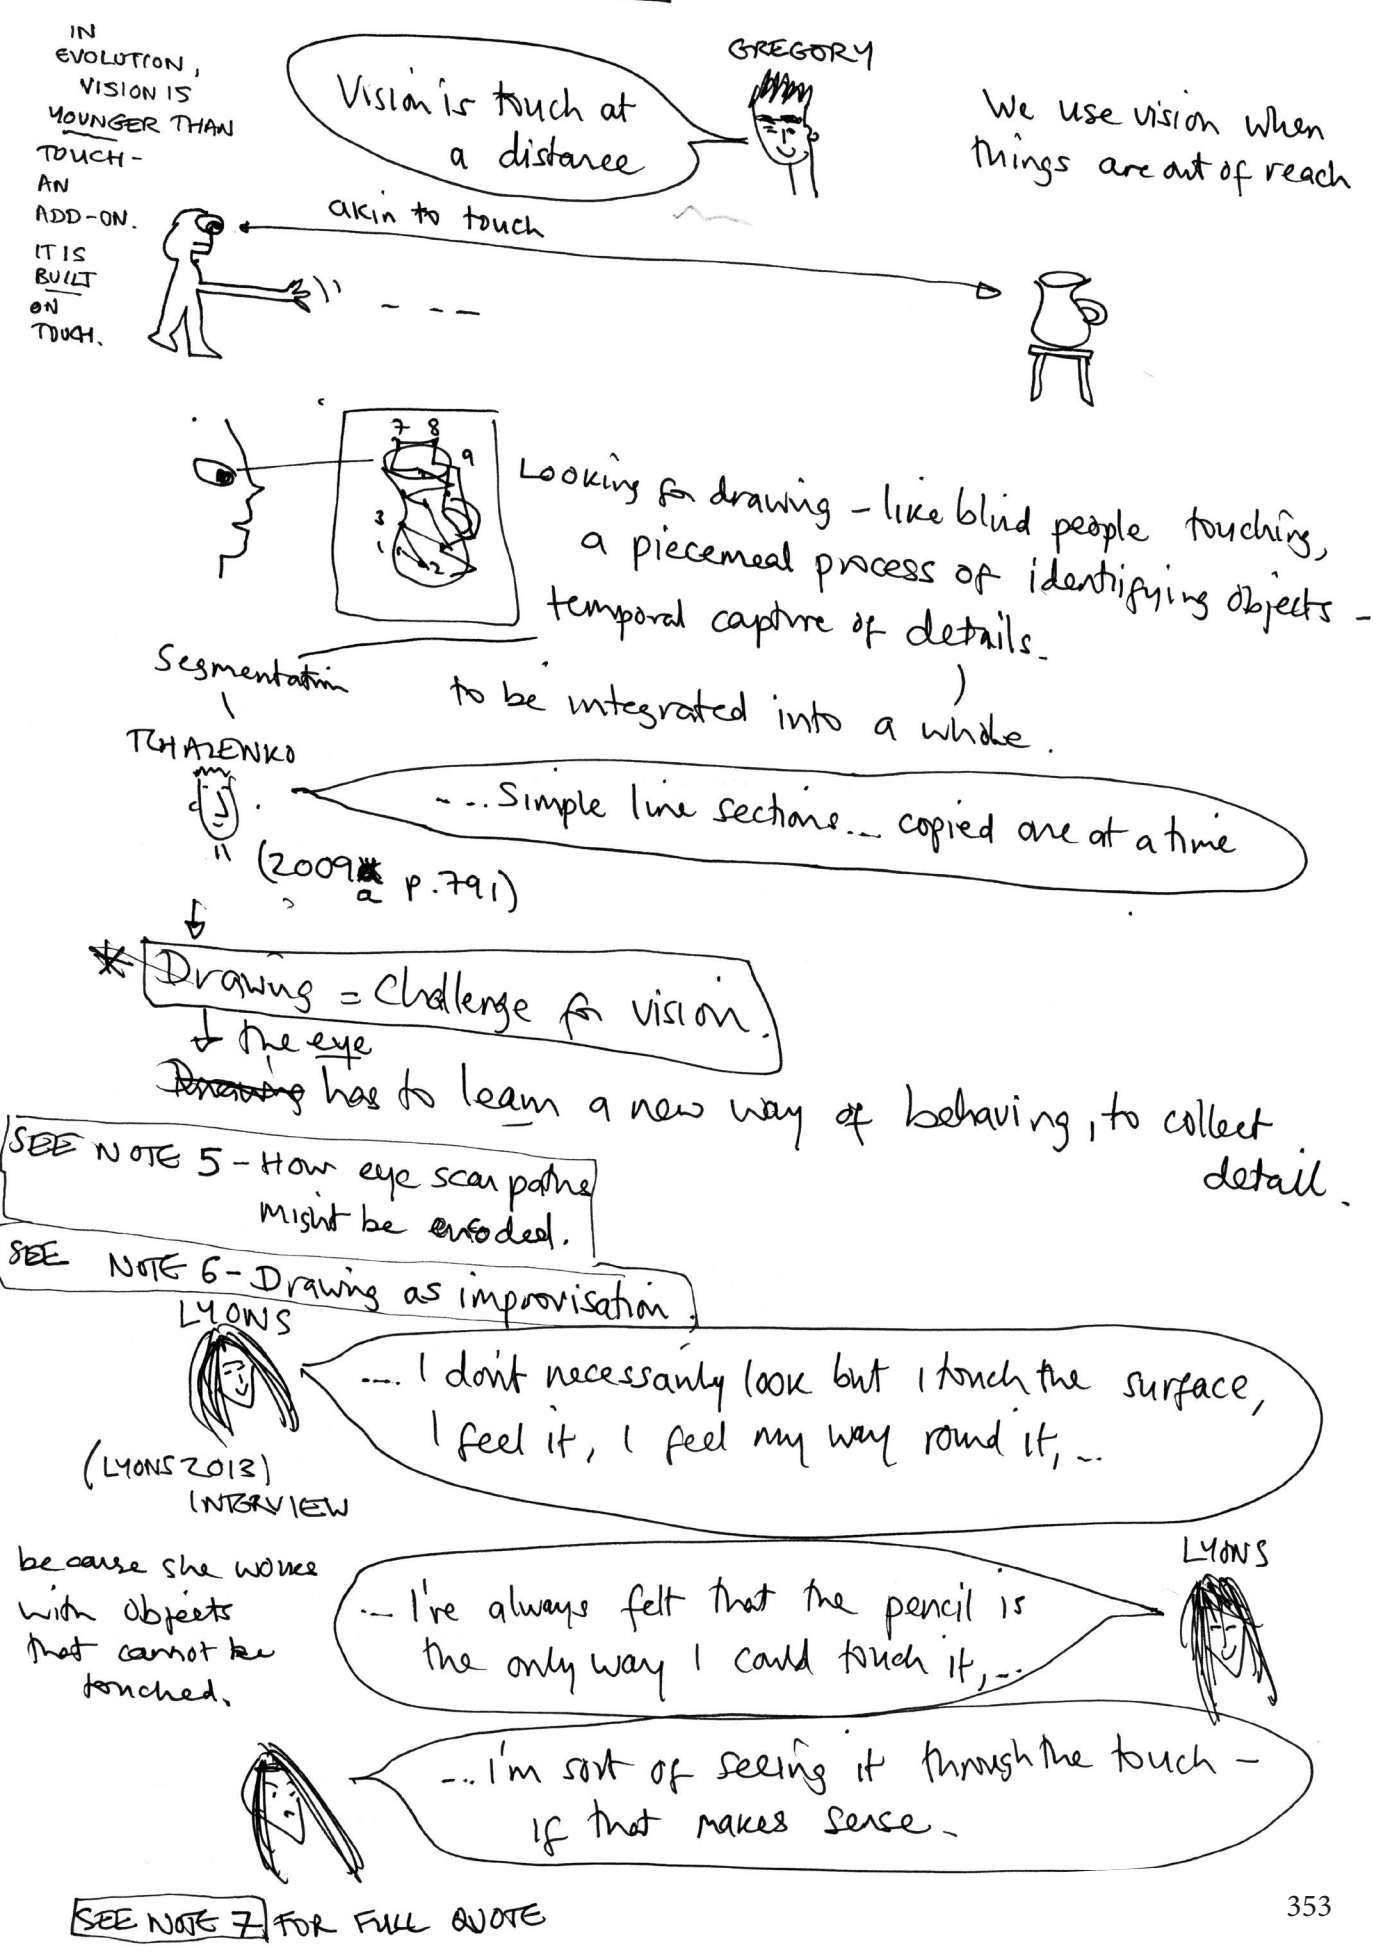 IN
EVOLUTION,
VISION IS
YOUNGER THAN
TOUCH -
AN
ADD-ON.
IT IS
BUILT
ON
TOUCH.
GREGORY
Vision is touch at
a distance
We use vision when
things are out of reach
akin to touch
7 8
9
3
1 2
Looking for drawing - like blind people touching,
a piecemeal process of identifying objects -
temporal capture of details.
Segmentation
to be integrated into a whole.
TCHALENKO
.... Simple line sections... copied one at a time
(2009a p.791)
* Drawing = Challenge for vision.
the eye
Drawing has to learn a new way of behaving, to collect
detail.
SEE NOTE 5 - How eye scan paths
might be encoded.
SEE NOTE 6 - Drawing as improvisation.
LYONS
.... I don't necessarily look but I touch the surface,
I feel it, I feel my way round it, ...
(LYONS 2013)
INTERVIEW
because she works
with objects
that cannot be
touched.
LYONS
... I've always felt that the pencil is
the only way I could touch it, ...
... I'm sort of seeing it through the touch -
if that makes sense -
SEE NOTE 7 FOR FULL QUOTE
353